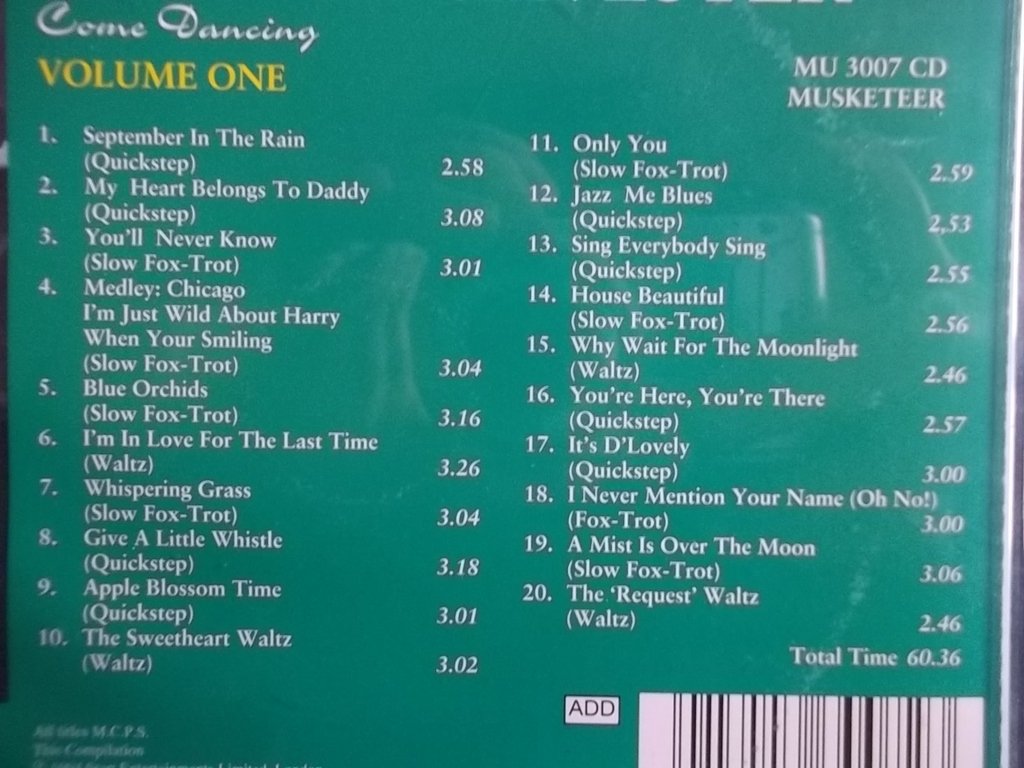 Come Dancing
VOLUME ONE
MU 3007 CD
MUSKETEER
1. September In The Rain
(Quickstep) 2.58
2. My Heart Belongs To Daddy
(Quickstep) 3.08
3. You'll Never Know
(Slow Fox-Trot) 3.01
4. Medley: Chicago
I'm Just Wild About Harry
When Your Smiling
(Slow Fox-Trot) 3.04
5. Blue Orchids
(Slow Fox-Trot) 3.16
6. I'm In Love For The Last Time
(Waltz) 3.26
7. Whispering Grass
(Slow Fox-Trot) 3.04
8. Give A Little Whistle
(Quickstep) 3.18
9. Apple Blossom Time
(Quickstep) 3.01
10. The Sweetheart Waltz
(Waltz) 3.02
11. Only You
(Slow Fox-Trot) 2.59
12. Jazz Me Blues
(Quickstep) 2,53
13. Sing Everybody Sing
(Quickstep) 2.55
14. House Beautiful
(Slow Fox-Trot) 2.56
15. Why Wait For The Moonlight
(Waltz) 2.46
16. You're Here, You're There
(Quickstep) 2.57
17. It's D'Lovely
(Quickstep) 3.00
18. I Never Mention Your Name (Oh No!)
(Fox-Trot) 3.00
19. A Mist Is Over The Moon
(Slow Fox-Trot) 3.06
20. The 'Request' Waltz
(Waltz) 2.46
Total Time 60.36
ADD
All titles M.C.P.S.
This Compilation